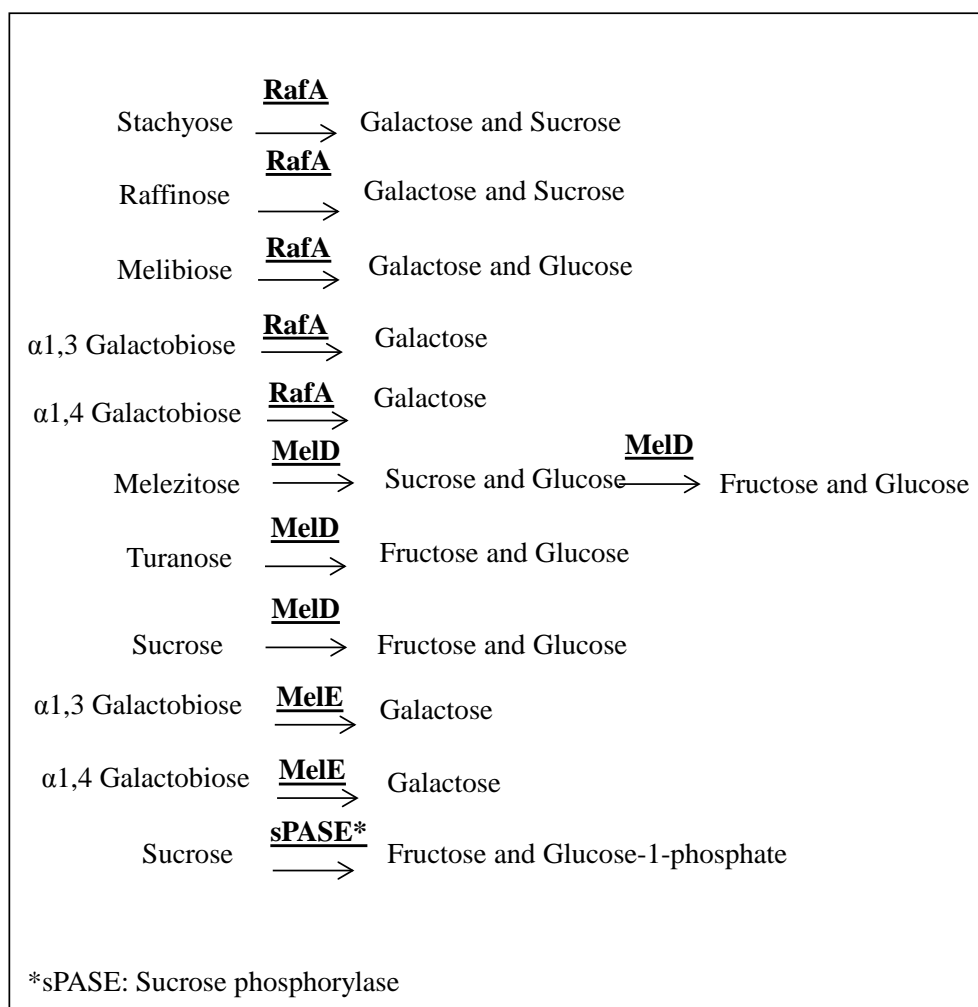 RafA
Stachyose Galactose and Sucrose
RafA
Raffinose Galactose and Sucrose
RafA
Melibiose Galactose and Glucose
RafA
α1,3 Galactobiose Galactose
RafA
α1,4 Galactobiose Galactose
MelD MelD
Melezitose Sucrose and Glucose Fructose and Glucose
MelD
Turanose Fructose and Glucose
MelD
Sucrose Fructose and Glucose
MelE
α1,3 Galactobiose Galactose
MelE
α1,4 Galactobiose Galactose
sPASE*
Sucrose Fructose and Glucose-1-phosphate
*sPASE: Sucrose phosphorylase